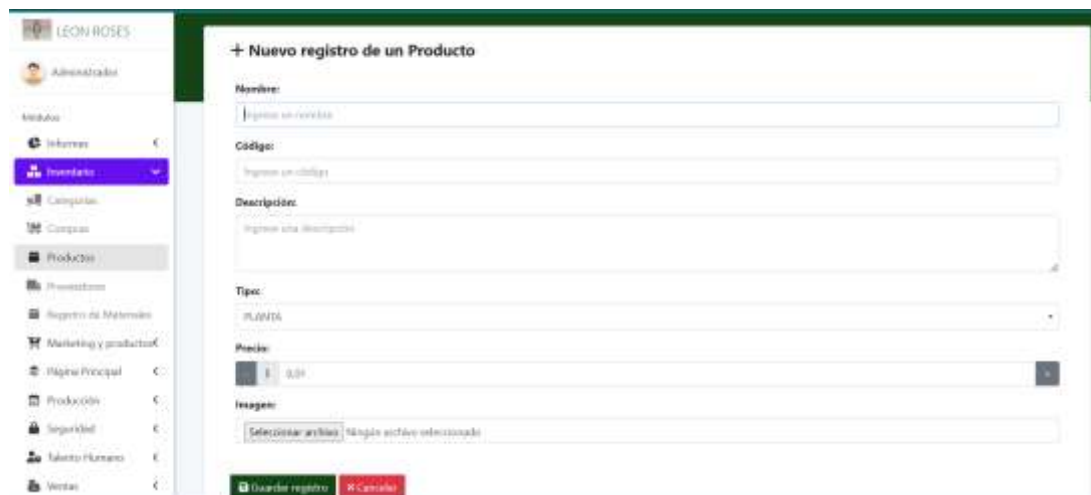 LEON ROSES
Administrador
Módulos
Informes
Inventario
Categorías
Compras
Productos
Proveedores
Registro de Materiales
Marketing y productos
Página Principal
Producción
Seguridad
Talento Humano
Ventas
+ Nuevo registro de un Producto
Nombre:
Ingrese un nombre
Código:
Ingrese un código
Descripción:
Ingrese una descripción
Tipo:
PLANTA
Precio:
- $ 0,01 +
Imagen:
Seleccionar archivo Ningún archivo seleccionado
Guardar registro Cancelar